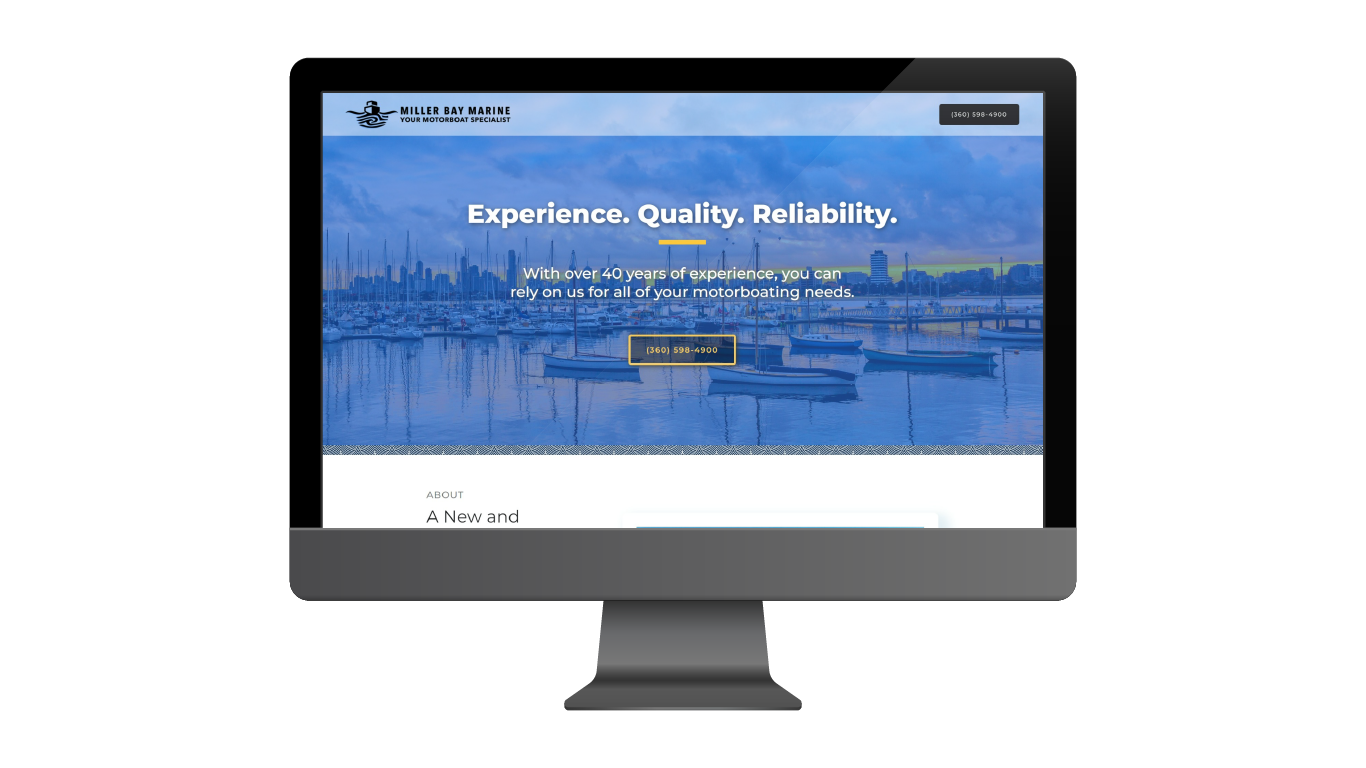 MILLER BAY MARINE
YOUR MOTORBOAT SPECIALIST
(360) 598-4900
Experience. Quality. Reliability.
With over 40 years of experience, you can
rely on us for all of your motorboating needs.
(360) 598-4900
ABOUT
A New and